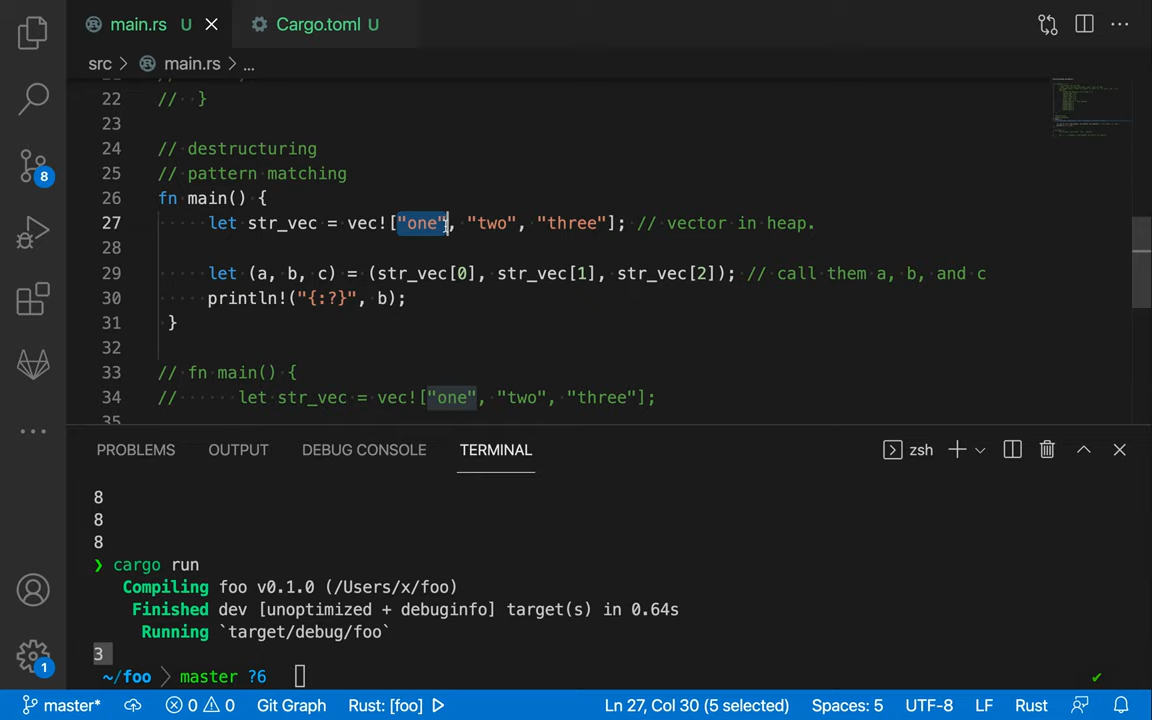 main.rs U Cargo.toml U
src > main.rs > ...
22 // }
23
24 // destructuring
25 // pattern matching
26 fn main() {
27 let str_vec = vec!["one", "two", "three"]; // vector in heap.
28
29 let (a, b, c) = (str_vec[0], str_vec[1], str_vec[2]); // call them a, b, and c
30 println!("{:?}", b);
31 }
32
33 // fn main() {
34 // let str_vec = vec!["one", "two", "three"];
35
8
PROBLEMS OUTPUT DEBUG CONSOLE TERMINAL zsh
8
8
8
❯ cargo run
Compiling foo v0.1.0 (/Users/x/foo)
Finished dev [unoptimized + debuginfo] target(s) in 0.64s
Running `target/debug/foo`
3
~/foo master ?6
1
master* 0 0 Git Graph Rust: [foo] Ln 27, Col 30 (5 selected) Spaces: 5 UTF-8 LF Rust